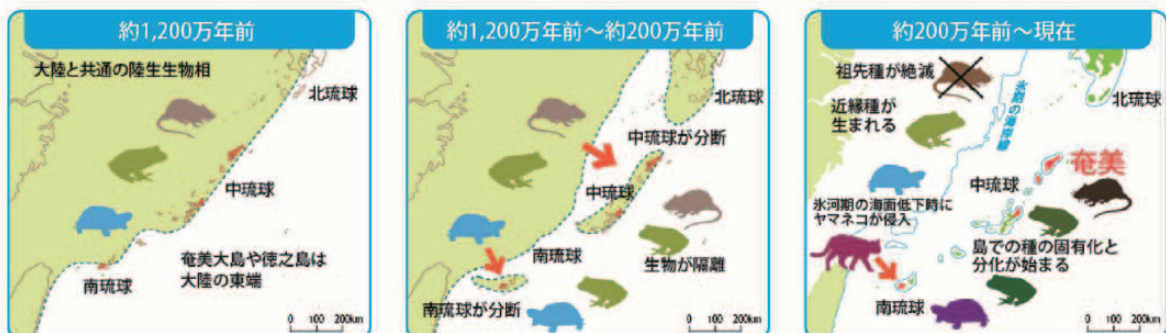 約1,200万年前
大陸と共通の陸生生物相
北琉球
中琉球
奄美大島や徳之島は
大陸の東端
南琉球
0 100 200km
約1,200万年前～約200万年前
北琉球
中琉球が分断
中琉球
南琉球
生物が隔離
南琉球が分断
0 100 200km
約200万年前～現在
祖先種が絶滅
近縁種が
生まれる
氷期の海岸線
北琉球
奄美
中琉球
氷河期の海面低下時に
ヤマネコが侵入
島での種の固有化と
分化が始まる
南琉球
0 100 200km